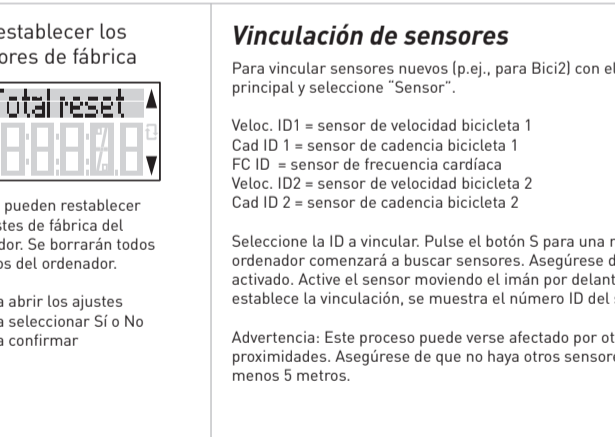 establecer los
ores de fábrica
Total reset
pueden restablecer
stes de fábrica del
dor. Se borrarán todos
os del ordenador.
a abrir los ajustes
a seleccionar Sí o No
a confirmar
Vinculación de sensores
Para vincular sensores nuevos (p.ej., para Bici2) con el
principal y seleccione “Sensor”.
Veloc. ID1 = sensor de velocidad bicicleta 1
Cad ID 1 = sensor de cadencia bicicleta 1
FC ID = sensor de frecuencia cardíaca
Veloc. ID2 = sensor de velocidad bicicleta 2
Cad ID 2 = sensor de cadencia bicicleta 2
Seleccione la ID a vincular. Pulse el botón S para una
ordenador comenzará a buscar sensores. Asegúrese d
activado. Active el sensor moviendo el imán por delant
establece la vinculación, se muestra el número ID del
Advertencia: Este proceso puede verse afectado por ot
proximidades. Asegúrese de que no haya otros sensore
menos 5 metros.